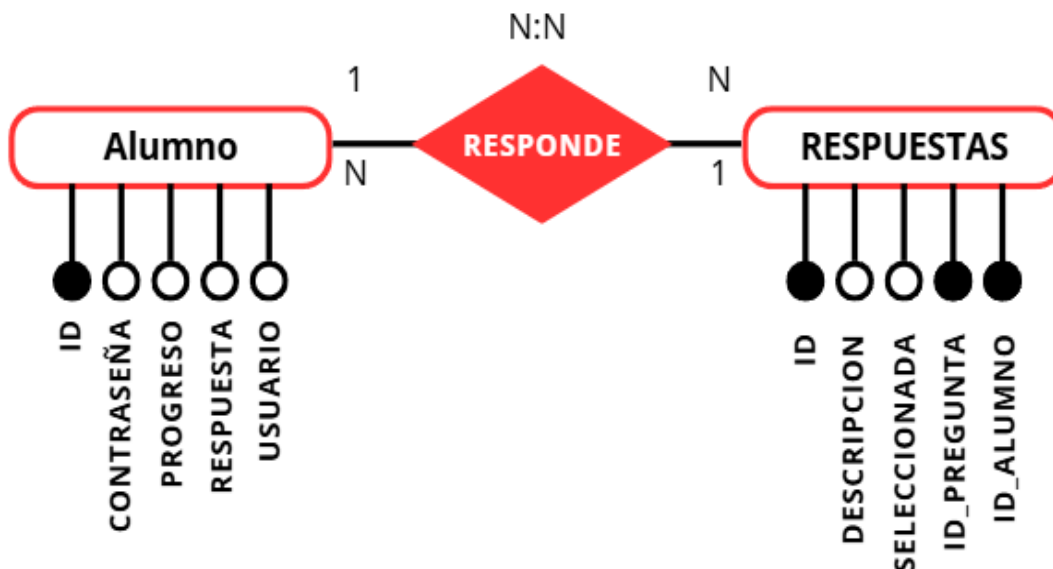 N:N
1
N
Alumno
RESPONDE
RESPUESTAS
N
1
ID
CONTRASEÑA
PROGRESO
RESPUESTA
USUARIO
ID
DESCRIPCION
SELECCIONADA
ID_PREGUNTA
ID_ALUMNO